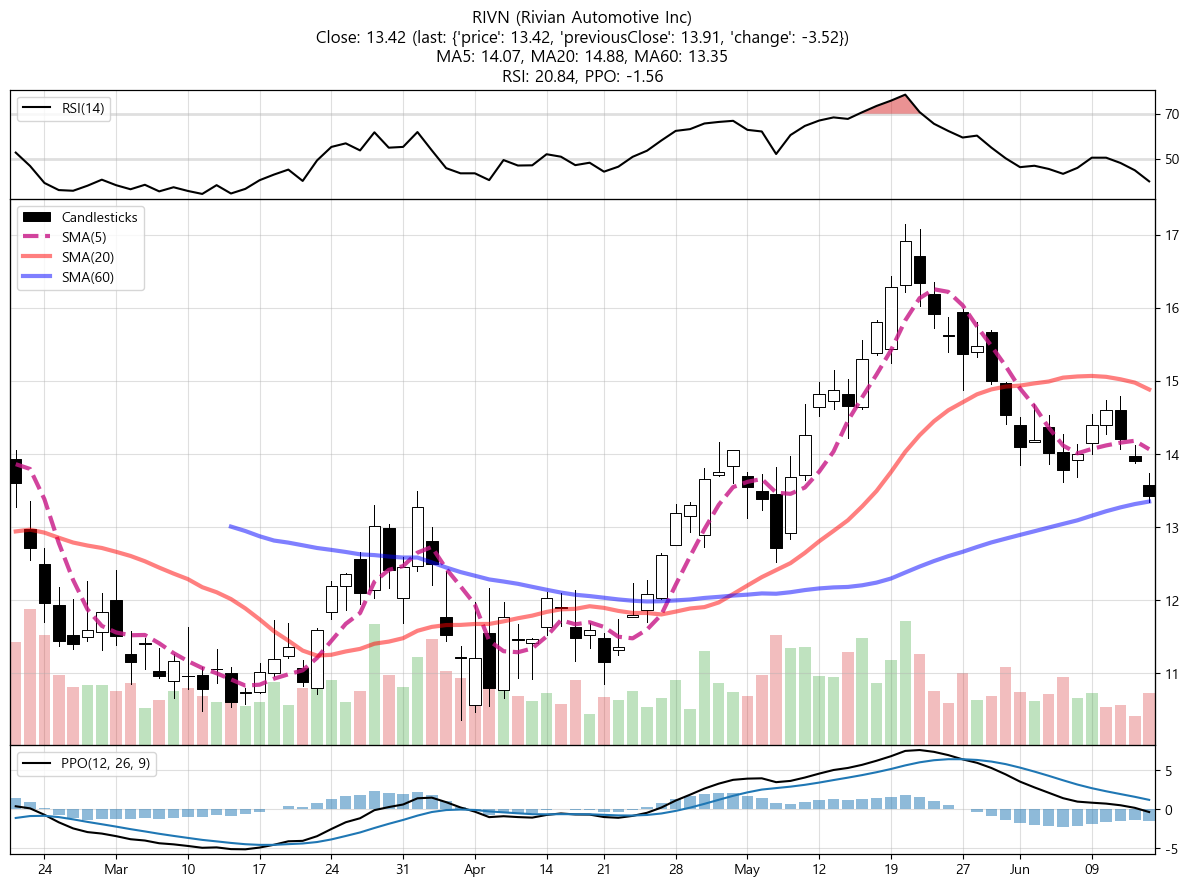 RIVN (Rivian Automotive Inc)
Close: 13.42 (last: {'price': 13.42, 'previousClose': 13.91, 'change': -3.52})
MA5: 14.07, MA20: 14.88, MA60: 13.35
RSI: 20.84, PPO: -1.56
RSI(14)
70
50
Candlesticks
SMA(5)
SMA(20)
SMA(60)
17
16
15
14
13
12
11
PPO(12, 26, 9)
5
0
-5
24 Mar 10 17 24 31 Apr 14 21 28 May 12 19 27 Jun 09